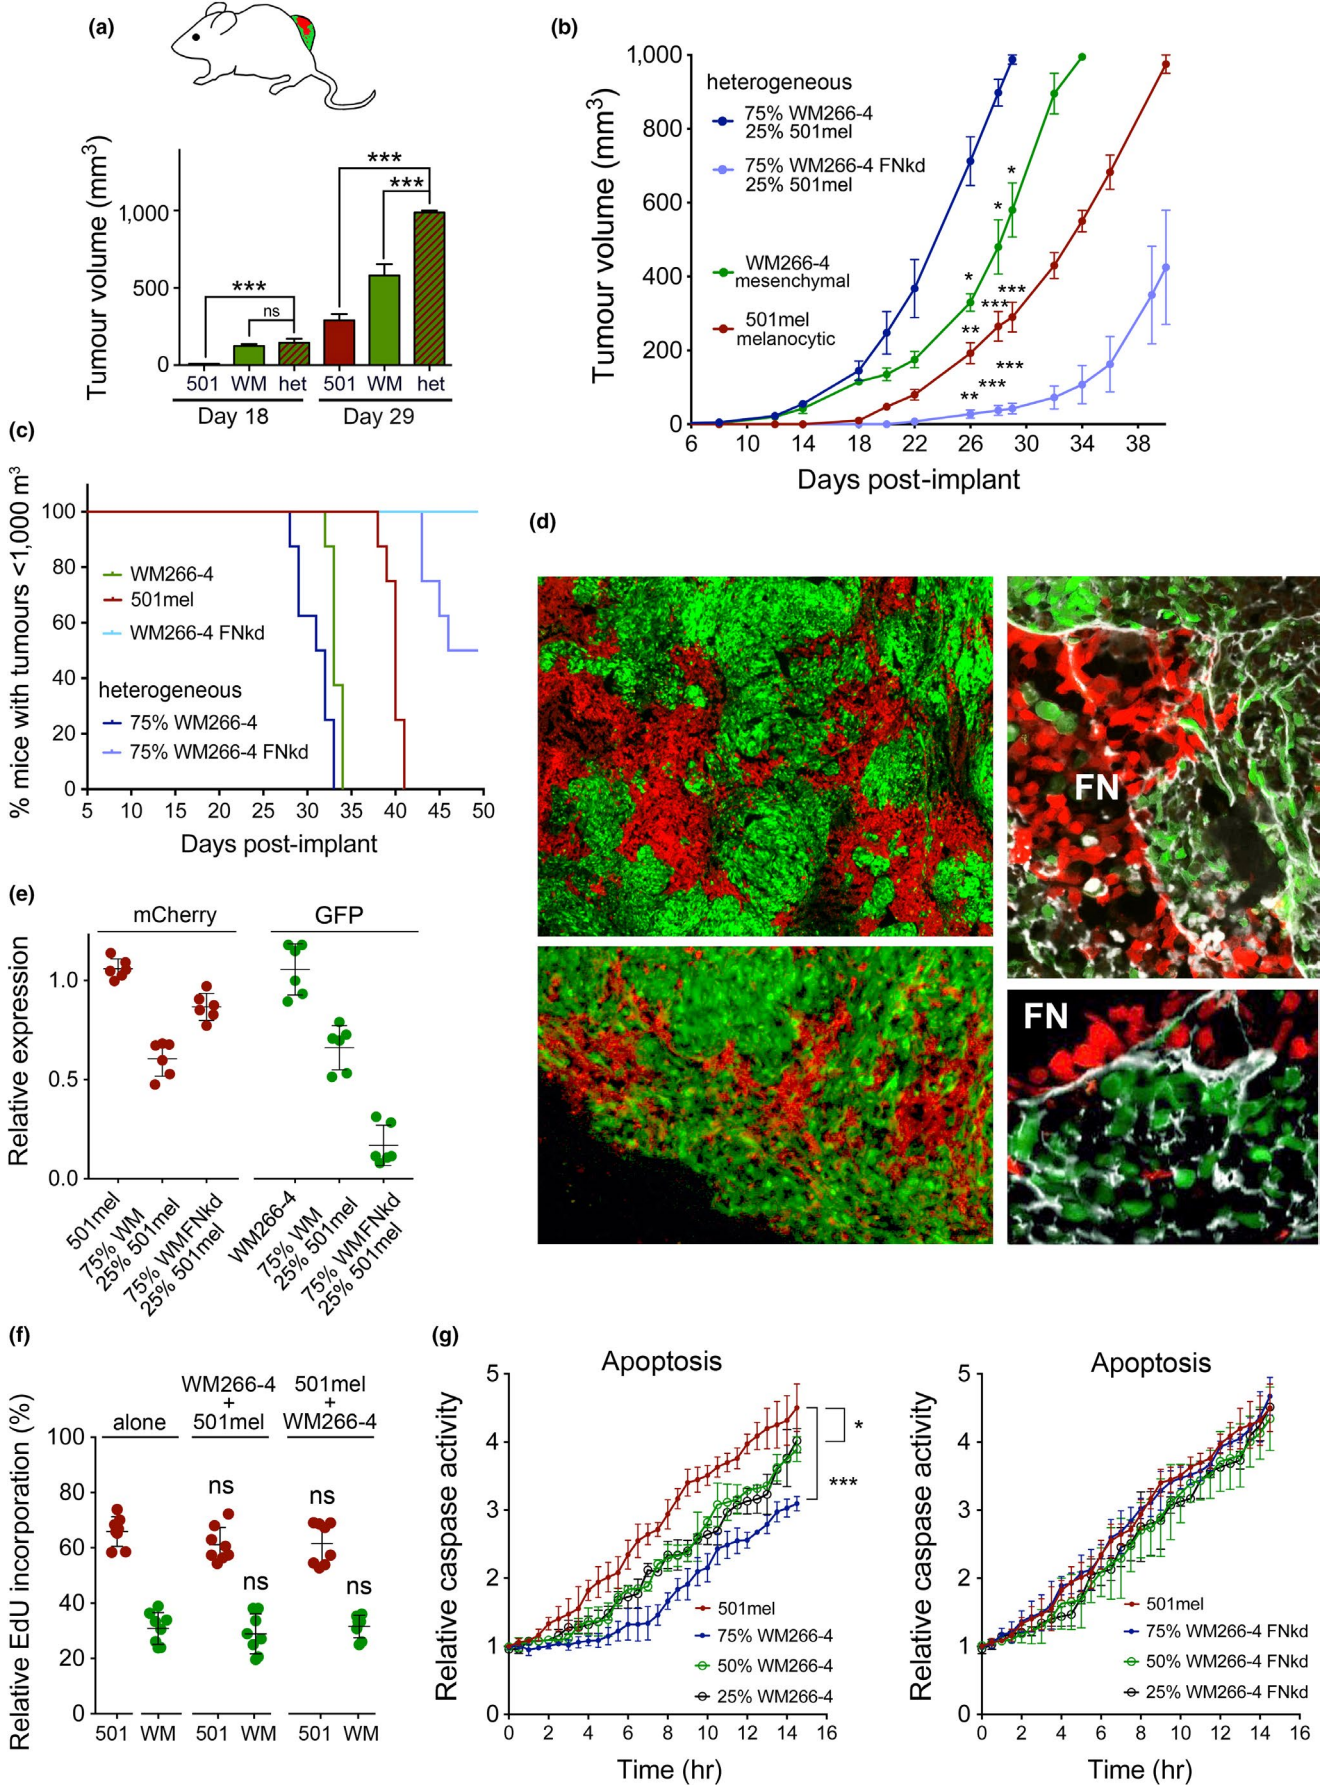 (a)
Tumour volume (mm3)
1,000
500
0
***
ns
***
***
501 WM het 501 WM het
Day 18 Day 29
(b)
Tumour volume (mm3)
1,000
800
600
400
200
0
heterogeneous
75% WM266-4
25% 501mel
75% WM266-4 FNkd
25% 501mel
WM266-4
mesenchymal
501mel
melanocytic
*
*
*
***
***
**
***
***
**
6 10 14 18 22 26 30 34 38
Days post-implant
(c)
% mice with tumours <1,000 m3
100
80
60
40
20
0
WM266-4
501mel
WM266-4 FNkd
heterogeneous
75% WM266-4
75% WM266-4 FNkd
5 10 15 20 25 30 35 40 45 50
Days post-implant
(d)
FN
FN
(e)
mCherry GFP
Relative expression
1.0
0.5
0.0
501mel
75% WM
25% 501mel
75% WMFNkd
25% 501mel
WM266-4
75% WM
25% 501mel
75% WMFNkd
25% 501mel
(f)
Relative EdU incorporation (%)
alone
WM266-4
+
501mel
501mel
+
WM266-4
100
80
60
40
20
0
ns
ns
ns
ns
501 WM 501 WM 501 WM
(g)
Apoptosis
Relative caspase activity
5
4
3
2
1
0
*
***
501mel
75% WM266-4
50% WM266-4
25% WM266-4
0 2 4 6 8 10 12 14 16
Time (hr)
Apoptosis
Relative caspase activity
5
4
3
2
1
0
501mel
75% WM266-4 FNkd
50% WM266-4 FNkd
25% WM266-4 FNkd
0 2 4 6 8 10 12 14 16
Time (hr)